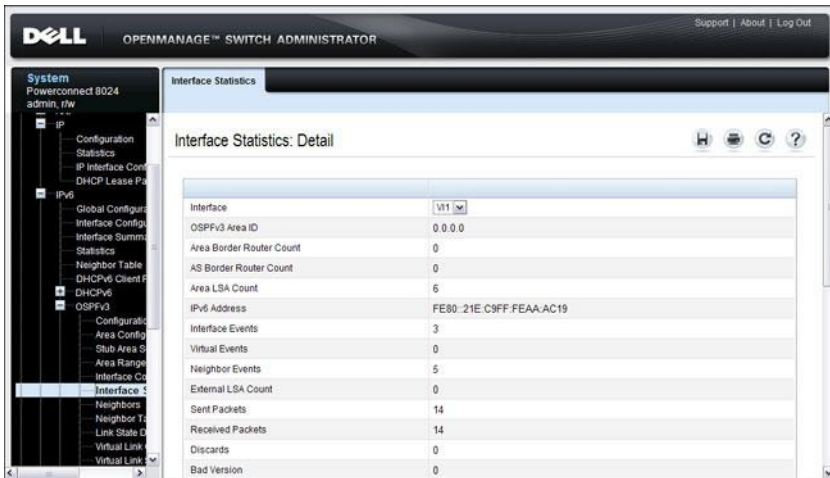 Support | About | Log Out
DELL OPENMANAGE™ SWITCH ADMINISTRATOR
System
Powerconnect 8024
admin, r/w
IP
Configuration
Statistics
IP Interface Conf
DHCP Lease Pa
IPv6
Global Configura
Interface Configu
Interface Summa
Statistics
Neighbor Table
DHCPv6 Client P
DHCPv6
OSPFv3
Configuratio
Area Config
Stub Area S
Area Range
Interface Co
Interface S
Neighbors
Neighbor Ta
Link State D
Virtual Link
Virtual Link
Interface Statistics
Interface Statistics: Detail
Interface Vl1
OSPFv3 Area ID 0.0.0.0
Area Border Router Count 0
AS Border Router Count 0
Area LSA Count 6
IPv6 Address FE80::21E:C9FF:FEAA:AC19
Interface Events 3
Virtual Events 0
Neighbor Events 5
External LSA Count 0
Sent Packets 14
Received Packets 14
Discards 0
Bad Version 0